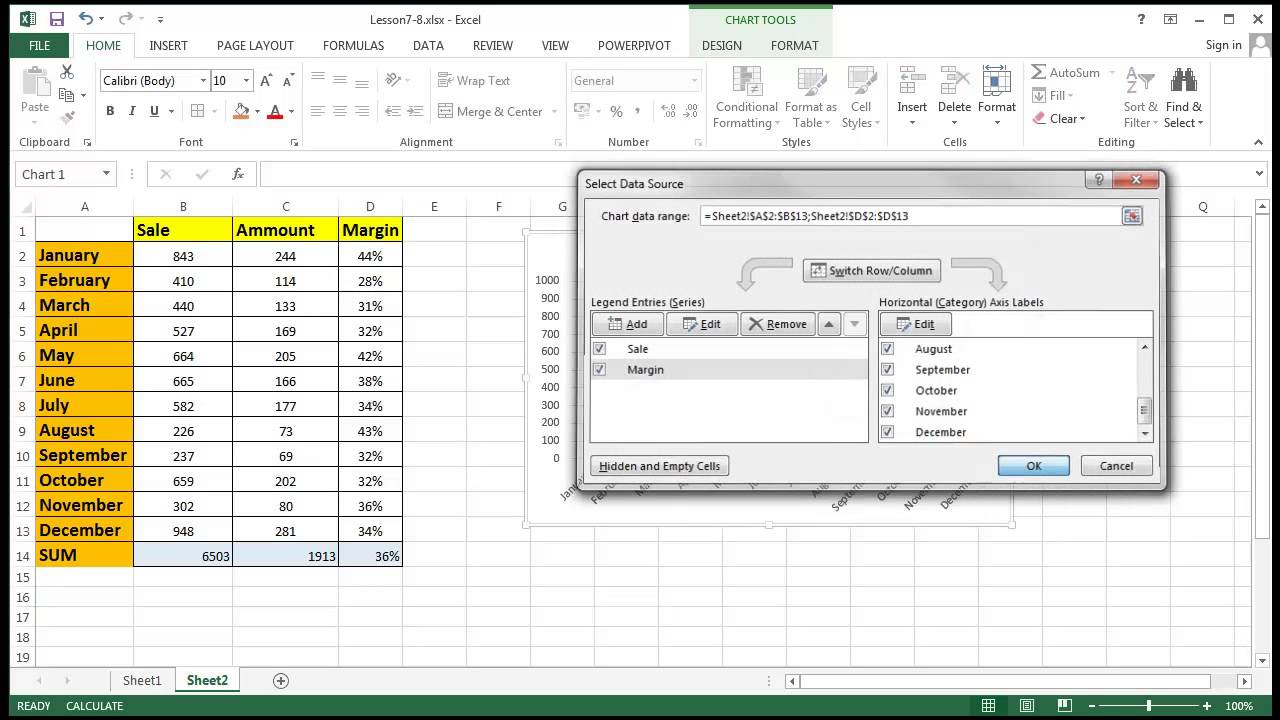 Lesson7-8.xlsx - Excel
CHART TOOLS
?
Sign in
FILE HOME INSERT PAGE LAYOUT FORMULAS DATA REVIEW VIEW POWERPIVOT DESIGN FORMAT
Paste
Clipboard
Calibri (Body) 10
B I U A
Font
Wrap Text
Merge & Center
Alignment
General
%
Number
Conditional Formatting
Format as Table
Cell Styles
Styles
Insert Delete Format
Cells
AutoSum
Fill
Clear
Sort & Filter
Find & Select
Editing
Chart 1
fx
A B C D E F G Q
1 Sale Ammount Margin
2 January 843 244 44%
3 February 410 114 28%
4 March 440 133 31%
5 April 527 169 32%
6 May 664 205 42%
7 June 665 166 38%
8 July 582 177 34%
9 August 226 73 43%
10 September 237 69 32%
11 October 659 202 32%
12 November 302 80 36%
13 December 948 281 34%
14 SUM 6503 1913 36%
15
16
17
18
19
1000
900
800
700
600
500
400
300
200
100
0
Select Data Source
?
Chart data range: =Sheet2!$A$2:$B$13;Sheet2!$D$2:$D$13
Switch Row/Column
Legend Entries (Series)
Add Edit Remove
Sale
Margin
Horizontal (Category) Axis Labels
Edit
August
September
October
November
December
Hidden and Empty Cells
OK Cancel
Sheet1 Sheet2
READY CALCULATE 100%